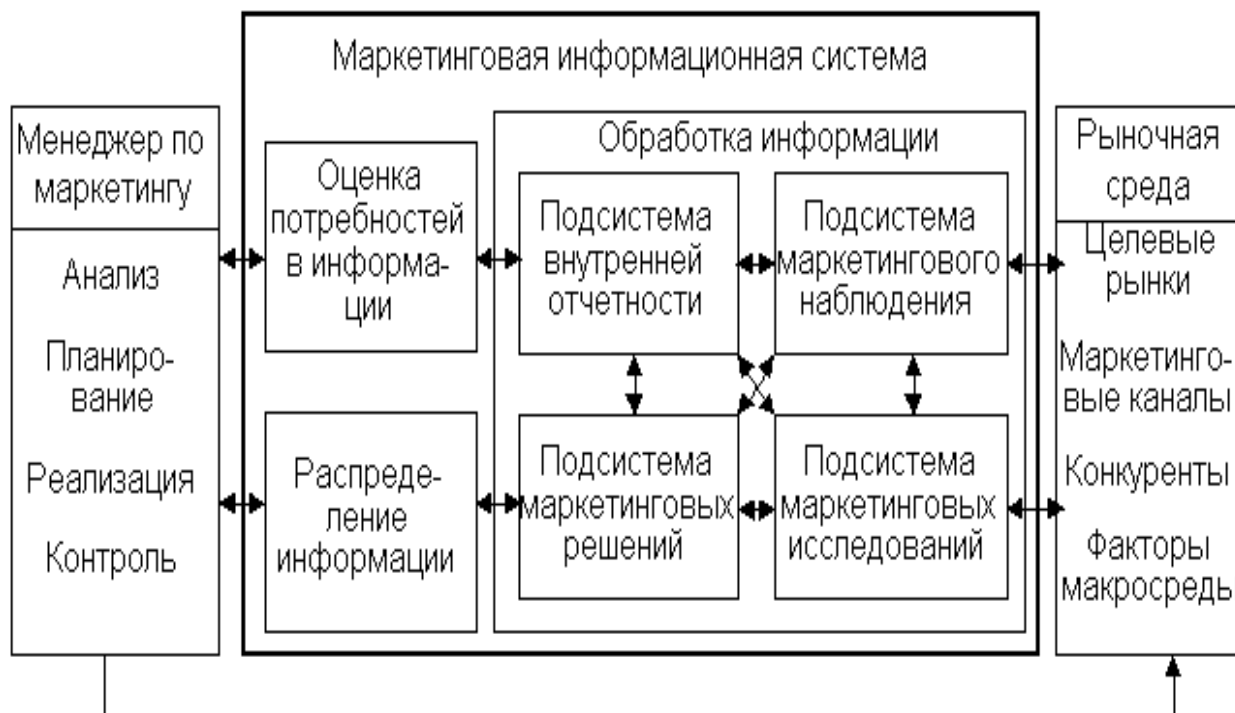 Маркетинговая информационная система
Менеджер по
маркетингу
Анализ
Планиро-
вание
Реализация
Контроль
Оценка
потребностей
в информа-
ции
Распреде-
ление
информации
Обработка информации
Подсистема
внутренней
отчетности
Подсистема
маркетингового
наблюдения
Подсистема
маркетинговых
решений
Подсистема
маркетинговых
исследований
Рыночная
среда
Целевые
рынки
Маркетинго-
вые каналы
Конкуренты
Факторы
макросреды